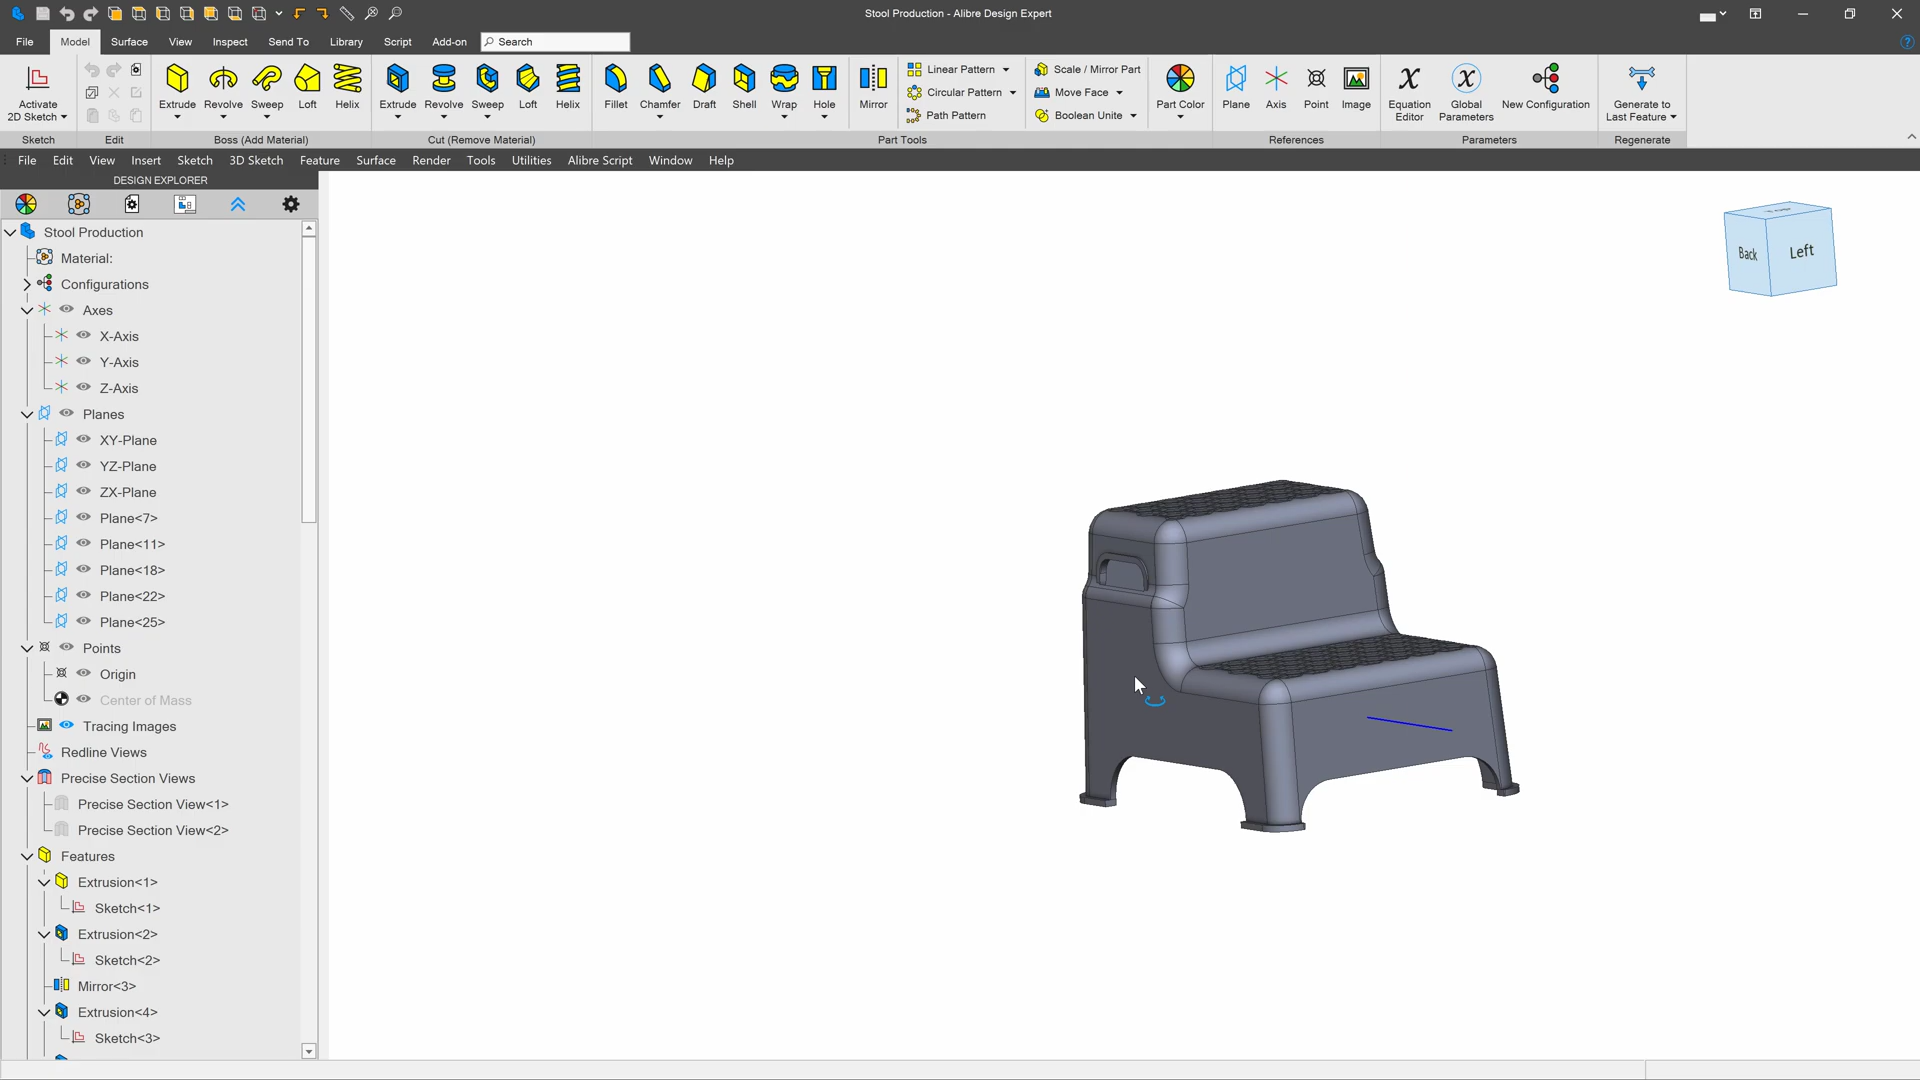 Stool Production - Alibre Design Expert
File Model Surface View Inspect Send To Library Script Add-on Search
Activate 2D Sketch
Sketch
Edit
Extrude Revolve Sweep Loft Helix
Boss (Add Material)
Extrude Revolve Sweep Loft Helix
Cut (Remove Material)
Fillet Chamfer Draft Shell Wrap Hole Mirror
Linear Pattern
Circular Pattern
Path Pattern
Scale / Mirror Part
Move Face
Boolean Unite
Part Color
Part Tools
Plane Axis Point Image
References
Equation Editor
Global Parameters
New Configuration
Parameters
Generate to Last Feature
Regenerate
File Edit View Insert Sketch 3D Sketch Feature Surface Render Tools Utilities Alibre Script Window Help
DESIGN EXPLORER
Stool Production
Material:
Configurations
Axes
X-Axis
Y-Axis
Z-Axis
Planes
XY-Plane
YZ-Plane
ZX-Plane
Plane<7>
Plane<11>
Plane<18>
Plane<22>
Plane<25>
Points
Origin
Center of Mass
Tracing Images
Redline Views
Precise Section Views
Precise Section View<1>
Precise Section View<2>
Features
Extrusion<1>
Sketch<1>
Extrusion<2>
Sketch<2>
Mirror<3>
Extrusion<4>
Sketch<3>
Top
Back
Left